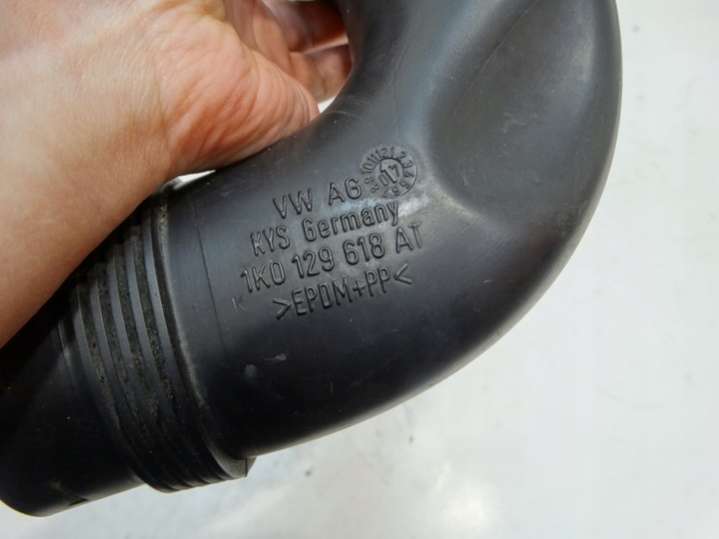 VW AG
KYS Germany
1K0 129 618 AT
K
>EPDM+PP<